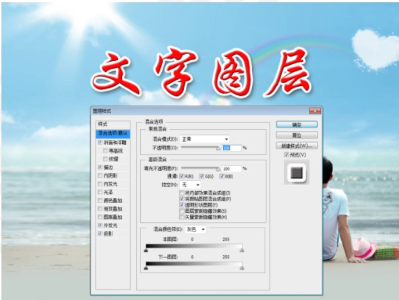 文字图层
图层样式
样式
混合选项:默认
斜面和浮雕
等高线
纹理
描边
内阴影
内发光
光泽
颜色叠加
渐变叠加
图案叠加
外发光
投影
混合选项
常规混合
混合模式(D): 正常
不透明度(O): 100 %
高级混合
填充不透明度(F): 100 %
通道: R(R) G(G) B(B)
挖空(N): 无
将内部效果混合成组(I)
将剪贴图层混合成组(P)
透明形状图层(T)
图层蒙版隐藏效果(S)
矢量蒙版隐藏效果(H)
混合颜色带(E): 灰色
本图层: 0 255
下一图层: 0 255
确定
复位
新建样式(W)...
预览(V)